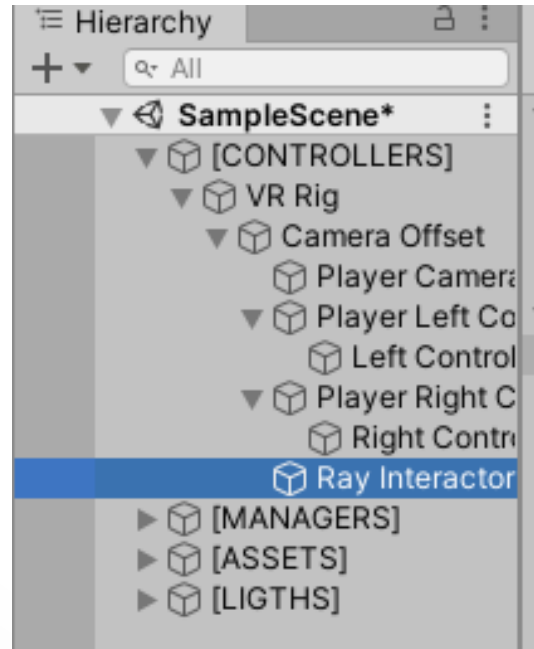 Hierarchy
All
SampleScene*
[CONTROLLERS]
VR Rig
Camera Offset
Player Camera
Player Left Co
Left Control
Player Right C
Right Contr
Ray Interactor
[MANAGERS]
[ASSETS]
[LIGTHS]